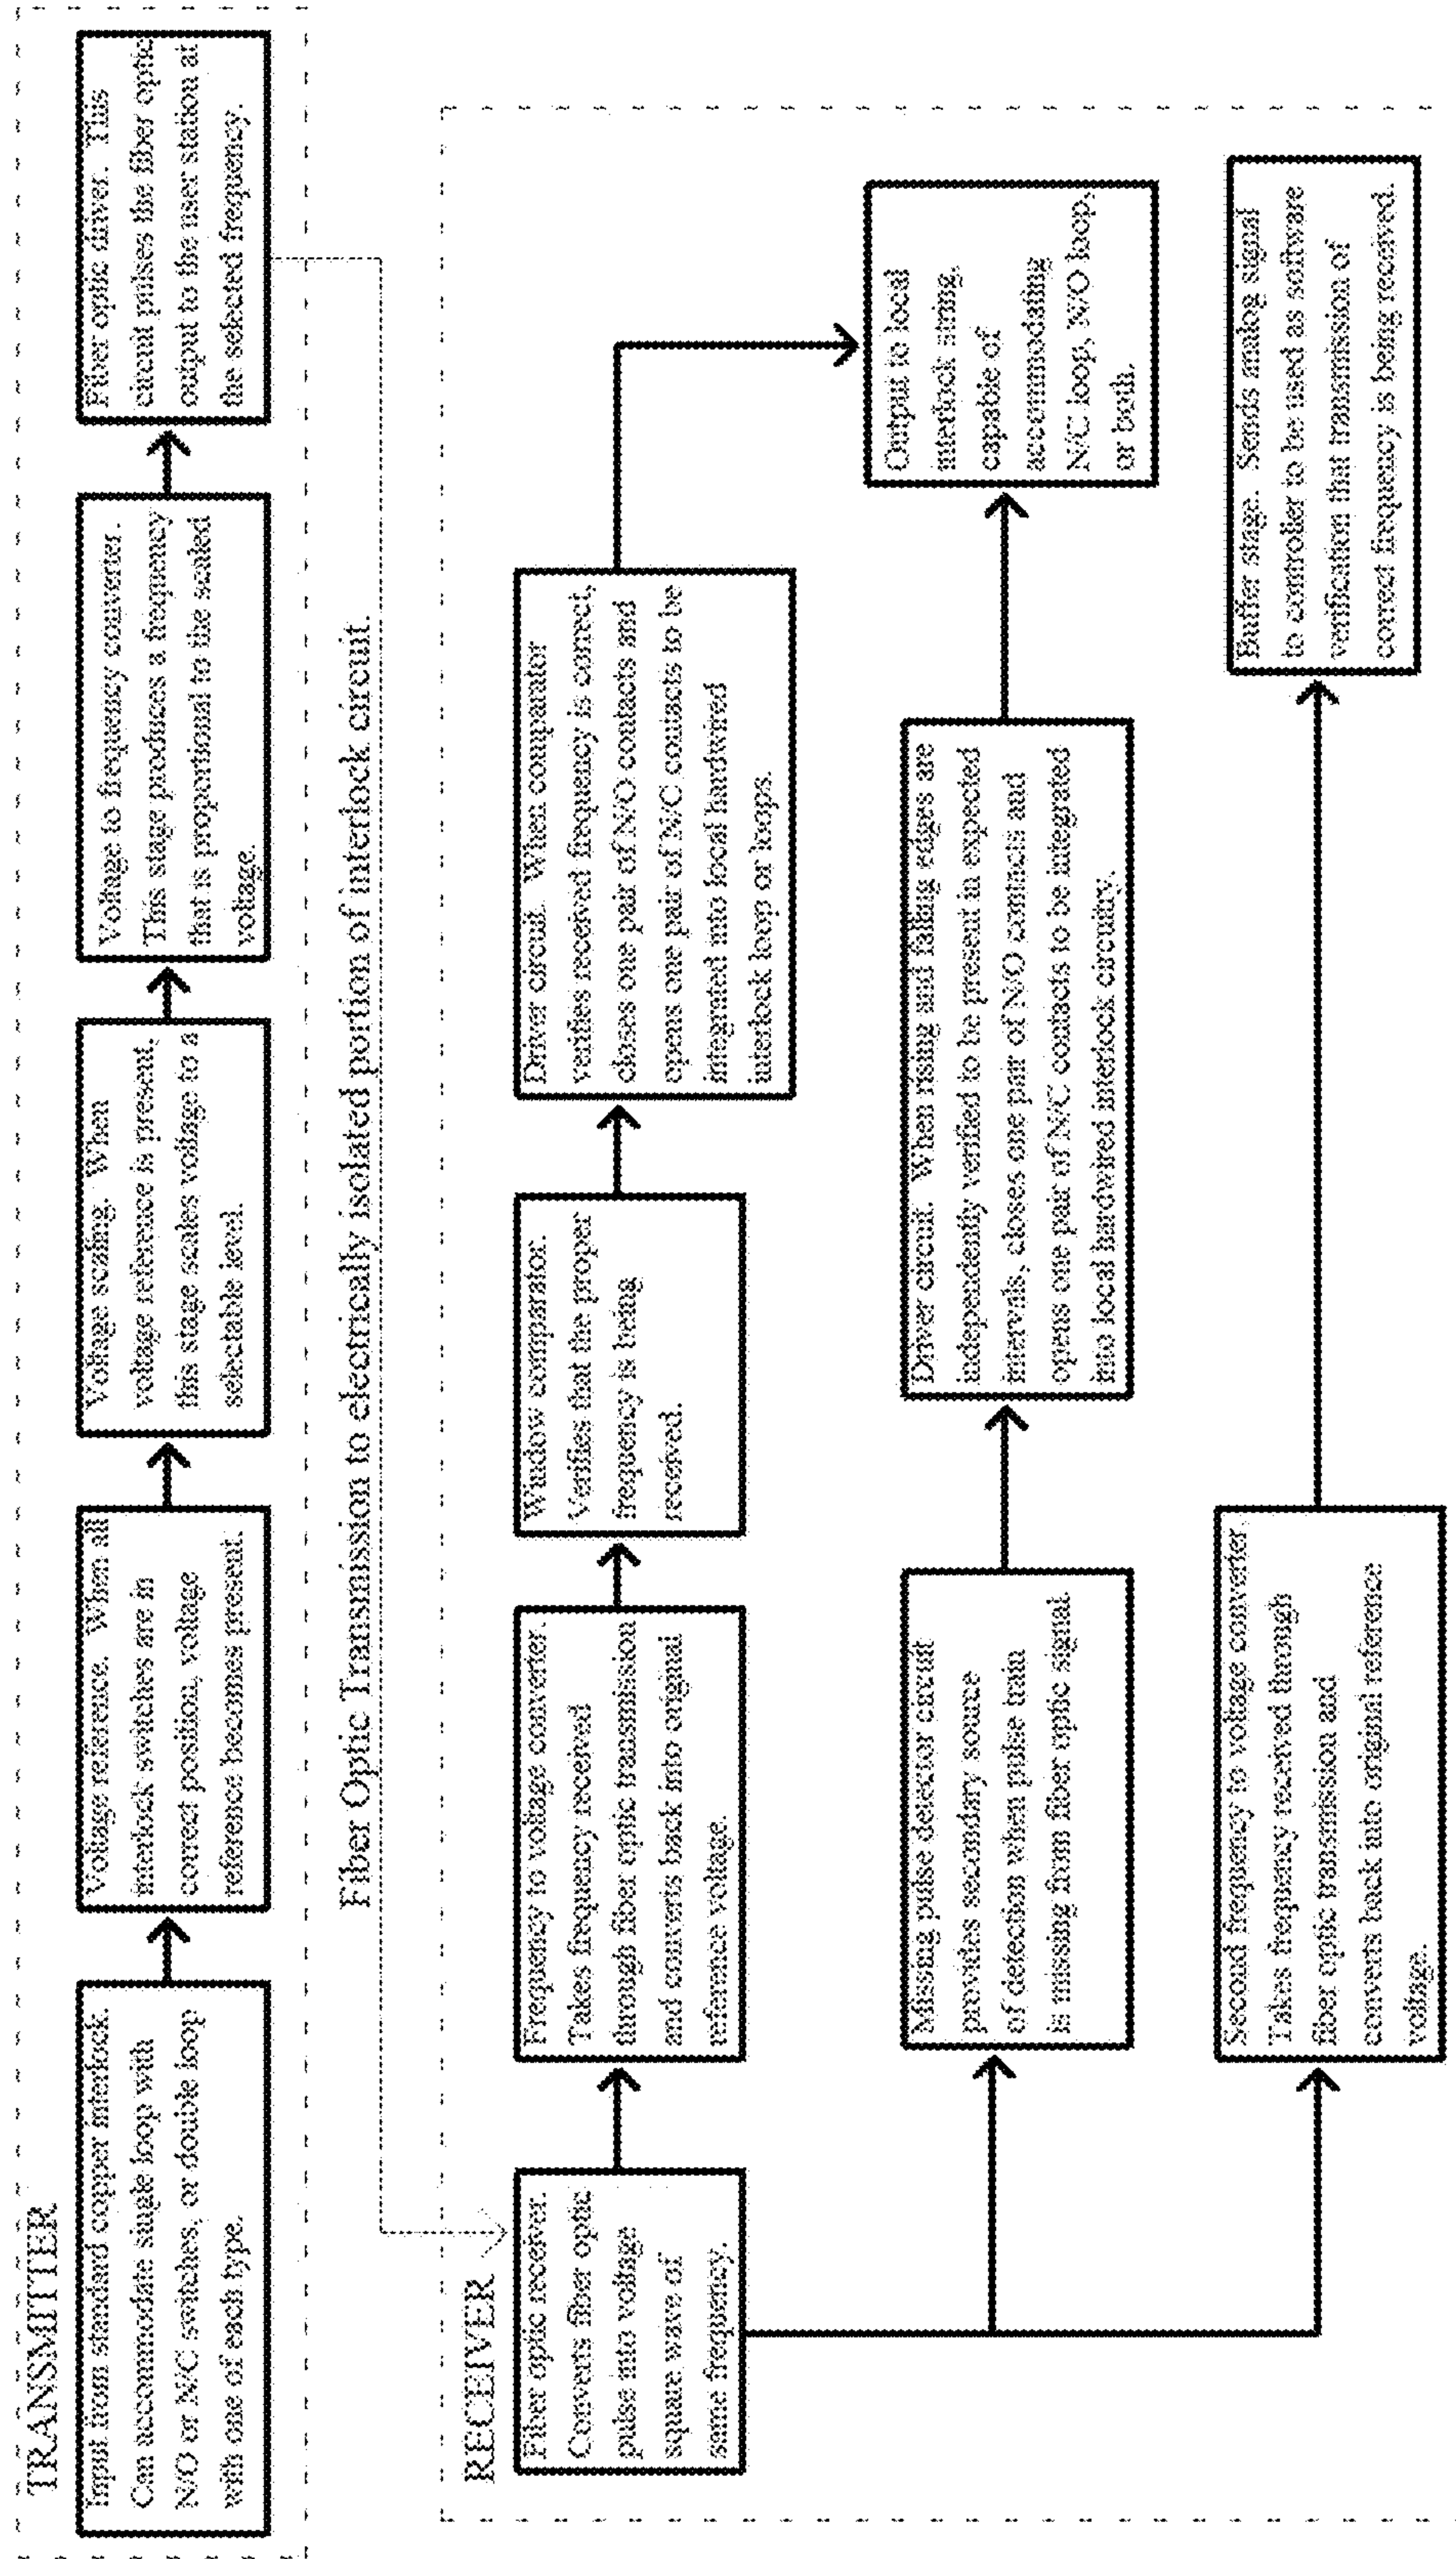 TRANSMITTER
Input from standard copper interlock.
Can accommodate single loop with
N/O or N/C switches, or double loop
with one of each type.
Voltage reference. When all
interlock switches are in
correct position, voltage
reference becomes present.
Voltage scaling. When
voltage reference is present,
this stage scales voltage to a
selectable level.
Voltage to frequency converter.
This stage produces a frequency
that is proportional to the scaled
voltage.
Fiber optic driver. This
circuit pulses the fiber optic
output to the user station at
the selected frequency.
Fiber Optic Transmission to electrically isolated portion of interlock circuit.
RECEIVER
Fiber optic receiver.
Converts fiber optic
pulse into voltage
square wave of
same frequency.
Frequency to voltage converter.
Takes frequency received
through fiber optic transmission
and converts back into original
reference voltage.
Window comparator.
Verifies that the proper
frequency is being
received.
Driver circuit. When comparator
verifies received frequency is correct,
closes one pair of N/O contacts and
opens one pair of N/C contacts to be
integrated into local hardwired
interlock loop or loops.
Output to local
interlock string,
capable of
accommodating
N/C loop, N/O loop,
or both.
Missing pulse detector circuit
provides secondary source
of detection when pulse train
is missing from fiber optic signal.
Driver circuit. When rising and falling edges are
independently verified to be present in expected
intervals, closes one pair of N/O contacts and
opens one pair of N/C contacts to be integrated
into local hardwired interlock circuitry.
Second frequency to voltage converter.
Takes frequency received through
fiber optic transmission and
converts back into original reference
voltage.
Buffer stage. Sends analog signal
to controller to be used as software
verification that transmission of
correct frequency is being received.